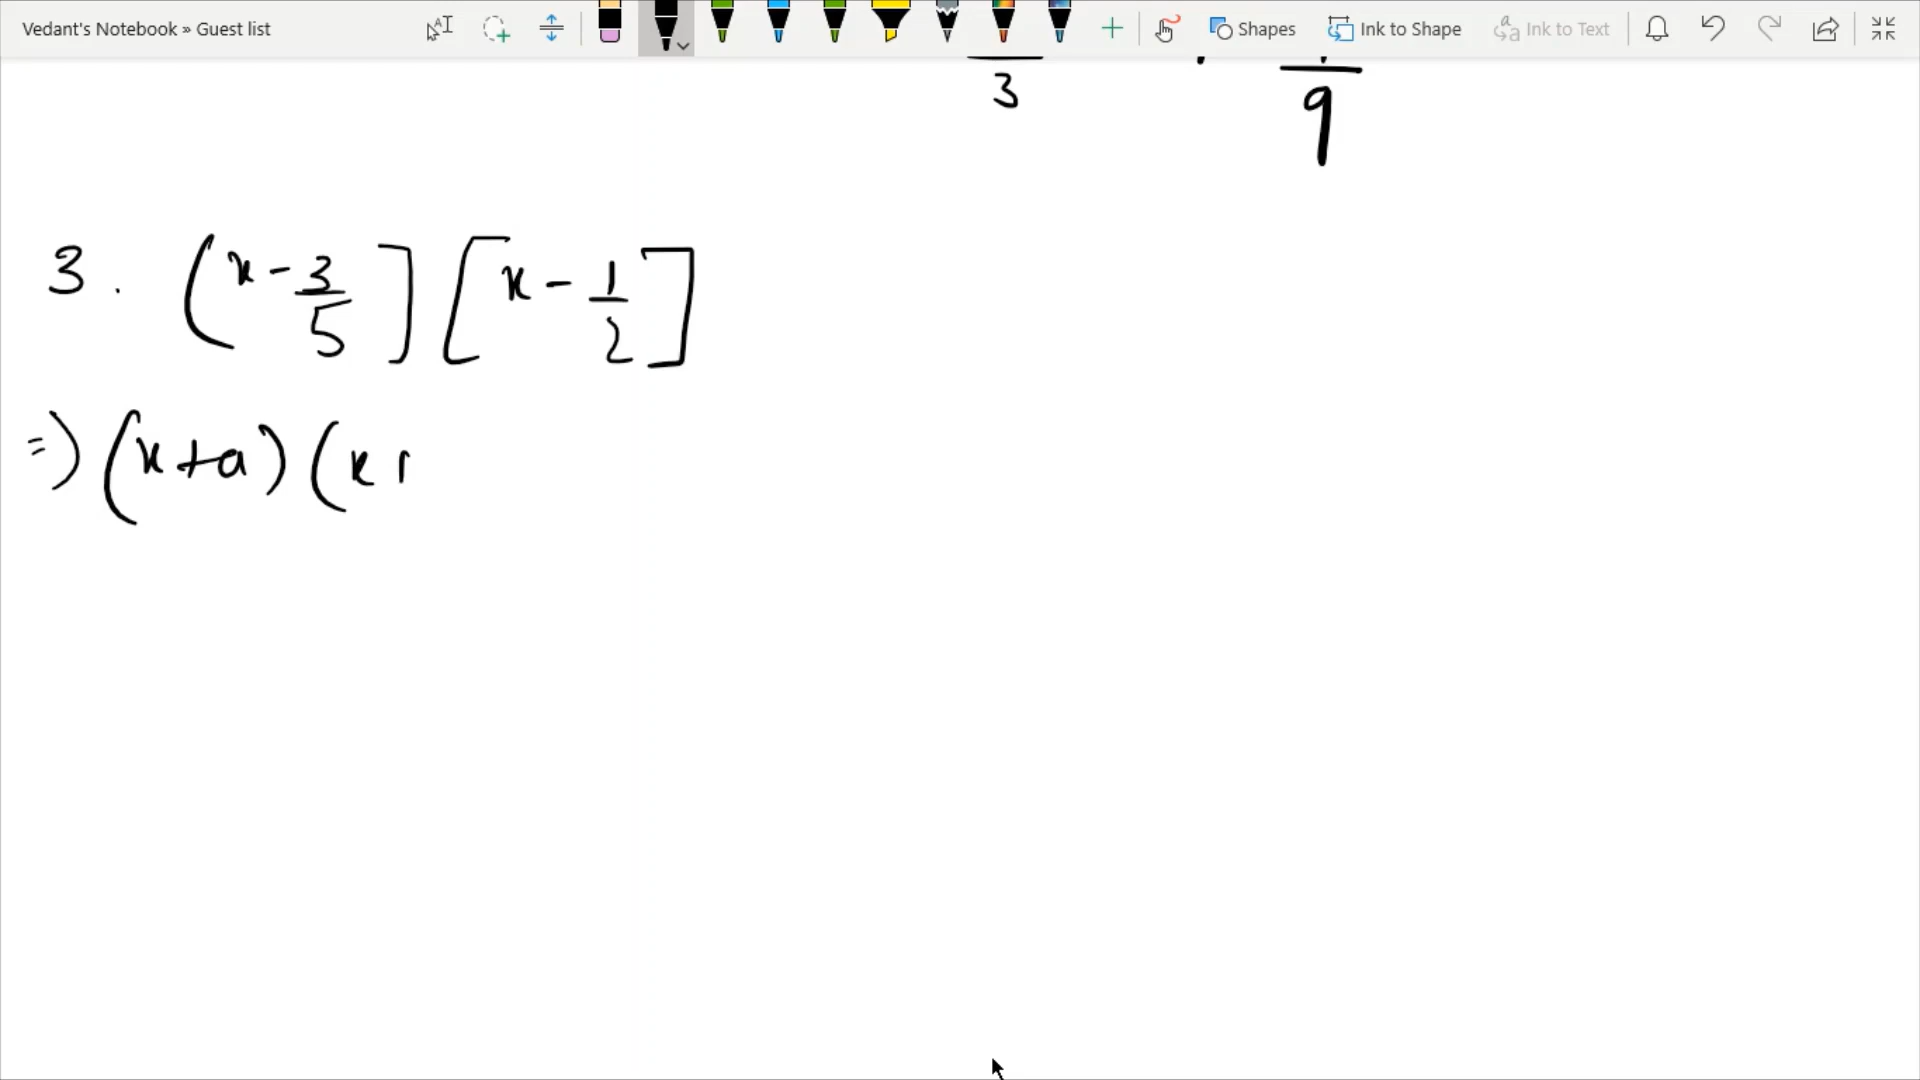 Vedant's Notebook » Guest list Shapes Ink to Shape Ink to Text
3
9
3. (x - 3/5] [x - 1/2]
=) (x+a) (x